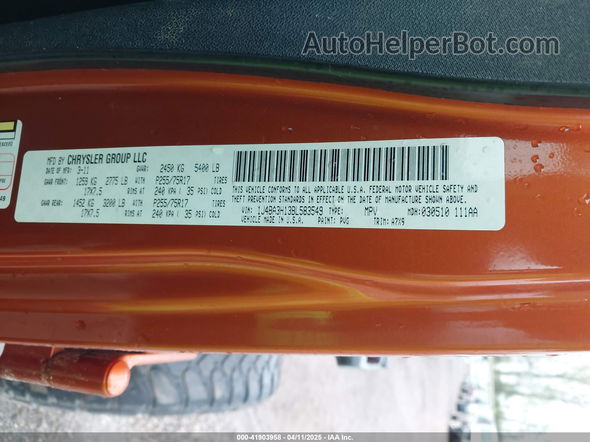 AutoHelperBot.com
MFD BY CHRYSLER GROUP LLC
DATE OF MFR: 3-11 GVWR: 2450 KG 5400 LB
GAWR FRONT: 1259 KG 2775 LB WITH P255/75R17 TIRES
17X7.5 RIMS AT 240 KPA ( 35 PSI) COLD
GAWR REAR: 1452 KG 3200 LB WITH P255/75R17 TIRES
17X7.5 RIMS AT 240 KPA ( 35 PSI) COLD
THIS VEHICLE CONFORMS TO ALL APPLICABLE U.S.A. FEDERAL MOTOR VEHICLE SAFETY AND
THEFT PREVENTION STANDARDS IN EFFECT ON THE DATE OF MANUFACTURE SHOWN ABOVE.
VIN: 1J4BA3H13BL583549 TYPE: MPV MDH: 030510 111AA
VEHICLE MADE IN U.S.A. PAINT: PVG TRIM: A7X9
#00-41903958 - 04/11/2025 - IAA Inc.